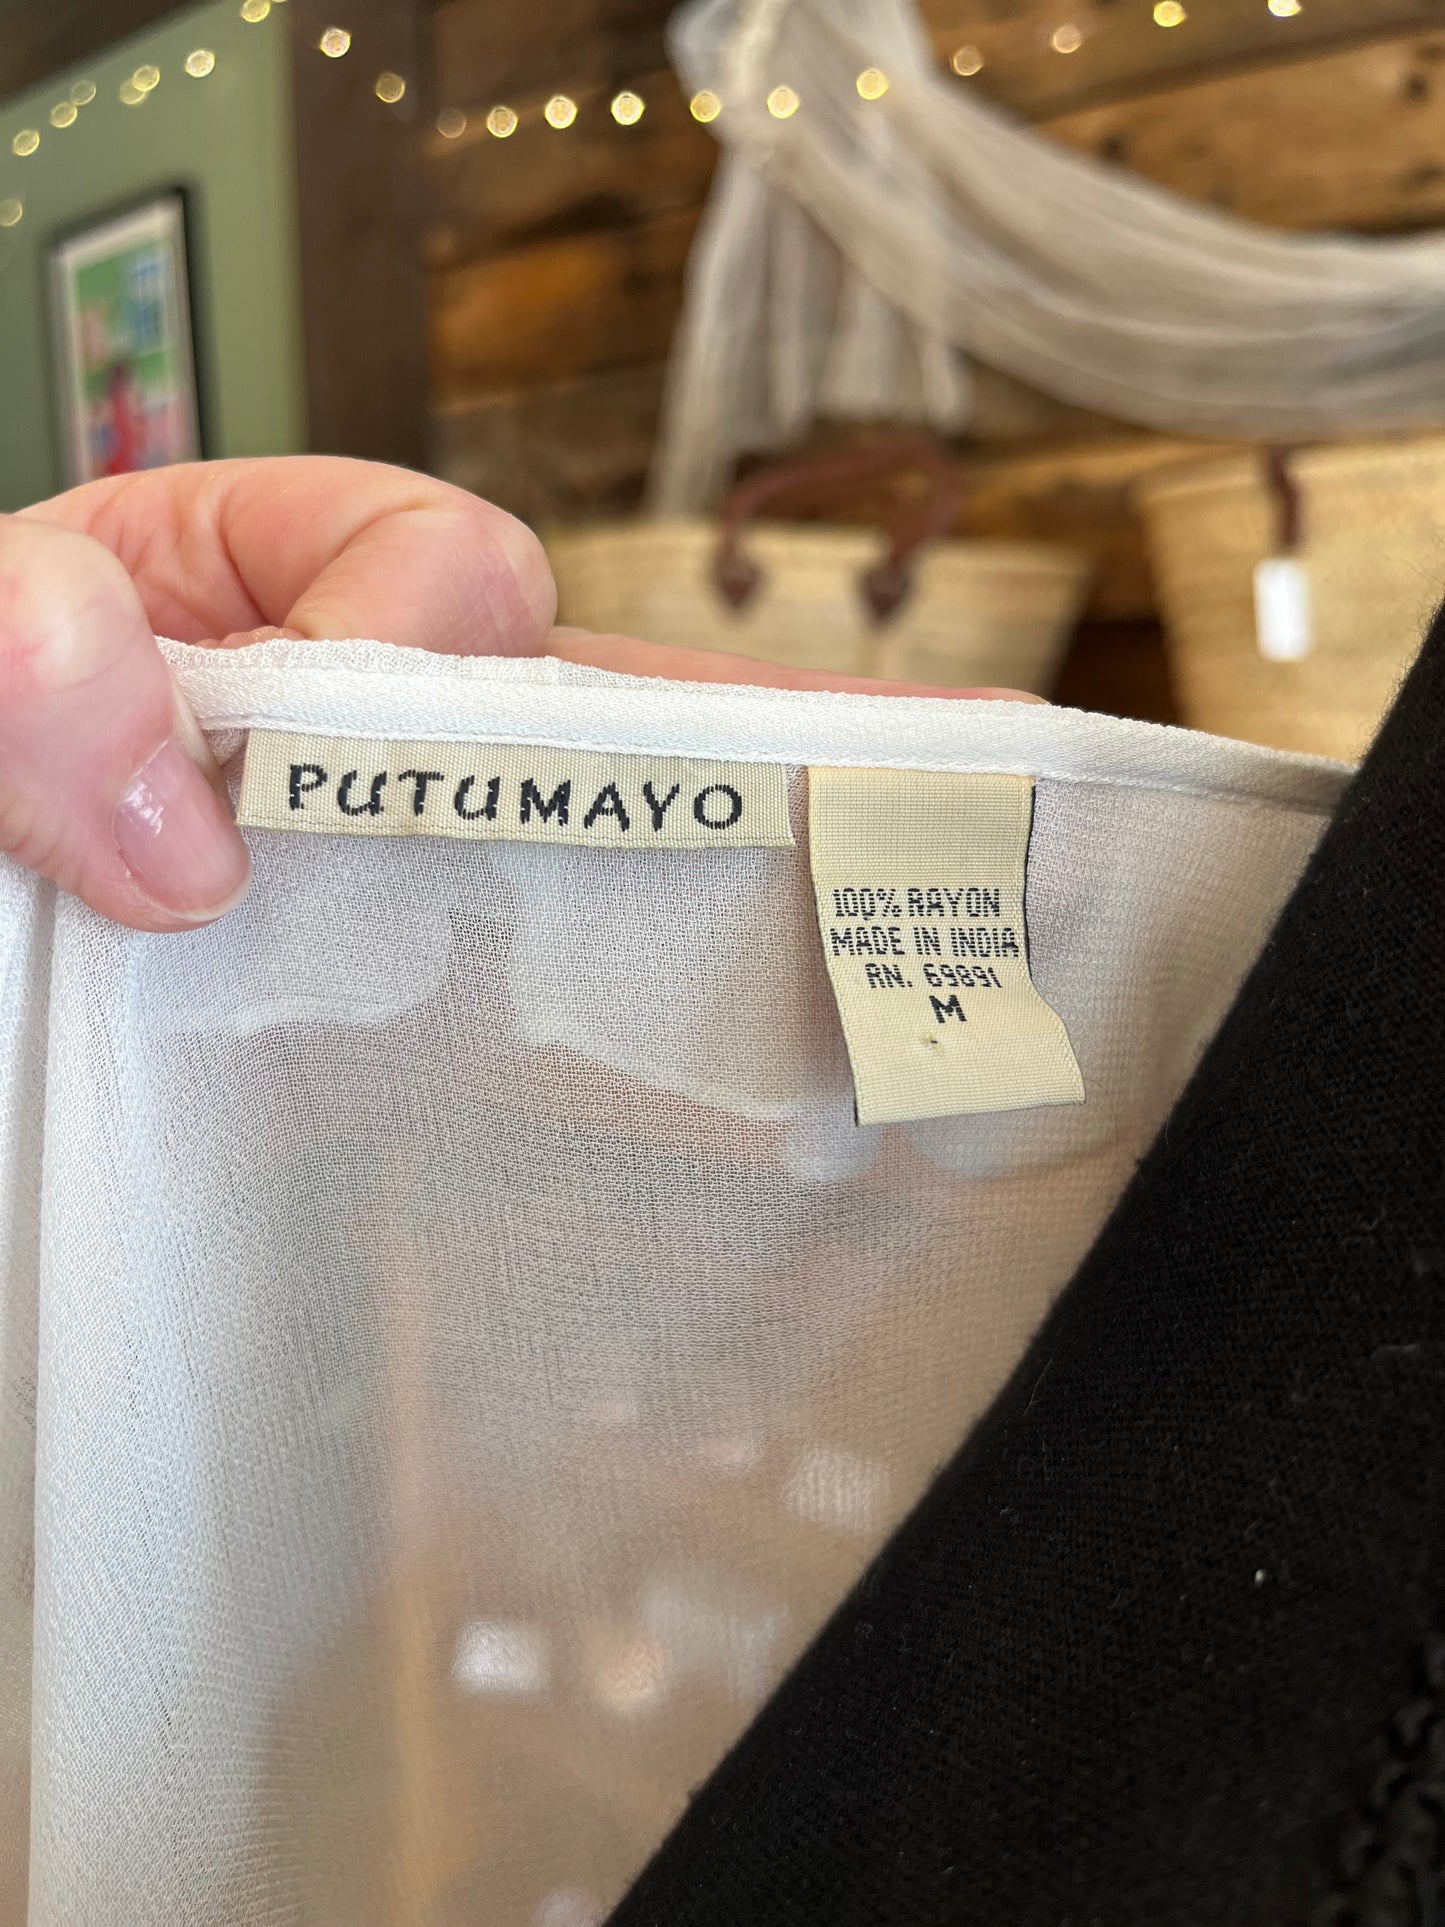 PUTUMAYO
100% RAYON
MADE IN INDIA
RN. 69891
M